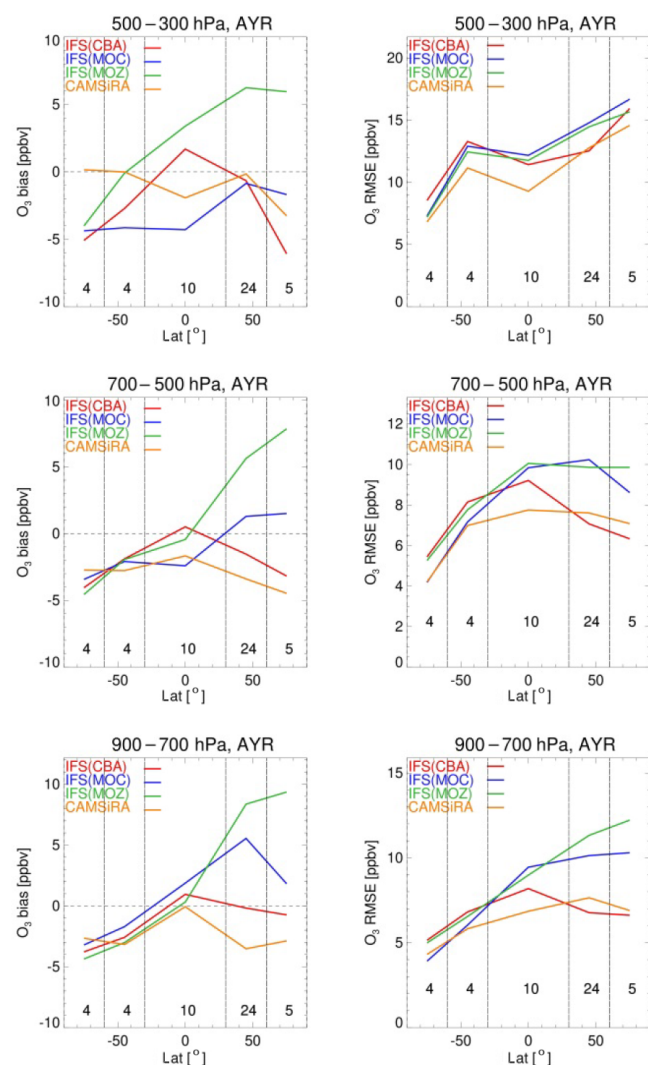 500 – 300 hPa, AYR
IFS(CBA)
IFS(MOC)
IFS(MOZ)
CAMSiRA
10
5
0
-5
-10
O3 bias [ppbv]
4 4 10 24 5
-50 0 50
Lat [°]
500 – 300 hPa, AYR
IFS(CBA)
IFS(MOC)
IFS(MOZ)
CAMSiRA
20
15
10
5
0
O3 RMSE [ppbv]
4 4 10 24 5
-50 0 50
Lat [°]
700 – 500 hPa, AYR
IFS(CBA)
IFS(MOC)
IFS(MOZ)
CAMSiRA
10
5
0
-5
-10
O3 bias [ppbv]
4 4 10 24 5
-50 0 50
Lat [°]
700 – 500 hPa, AYR
IFS(CBA)
IFS(MOC)
IFS(MOZ)
CAMSiRA
12
10
8
6
4
2
0
O3 RMSE [ppbv]
4 4 10 24 5
-50 0 50
Lat [°]
900 – 700 hPa, AYR
IFS(CBA)
IFS(MOC)
IFS(MOZ)
CAMSiRA
10
5
0
-5
-10
O3 bias [ppbv]
4 4 10 24 5
-50 0 50
Lat [°]
900 – 700 hPa, AYR
IFS(CBA)
IFS(MOC)
IFS(MOZ)
CAMSiRA
15
10
5
0
O3 RMSE [ppbv]
4 4 10 24 5
-50 0 50
Lat [°]